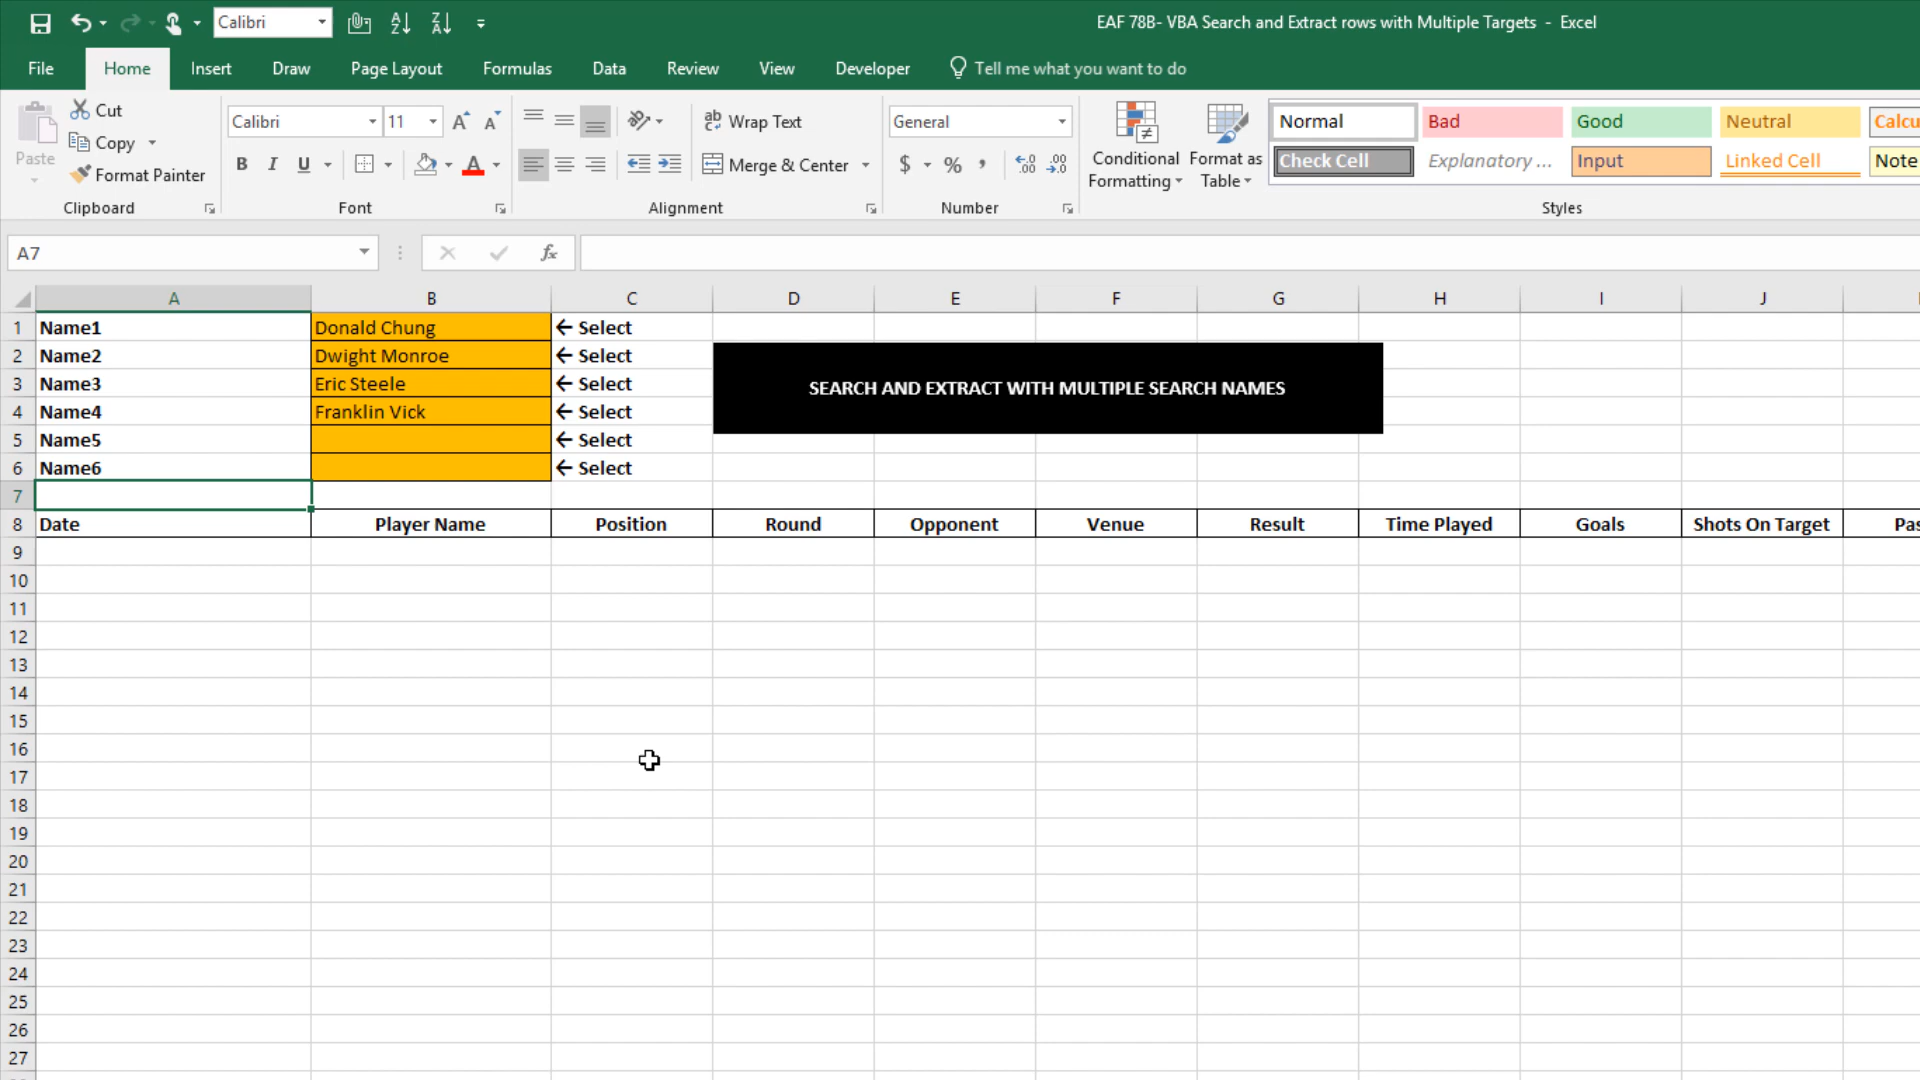 Calibri
EAF 78B- VBA Search and Extract rows with Multiple Targets - Excel
File Home Insert Draw Page Layout Formulas Data Review View Developer Tell me what you want to do
Paste
Cut
Copy
Format Painter
Clipboard
Calibri 11
B I U
A
Font
ab Wrap Text
Merge & Center
Alignment
General
$ % ,
Number
Conditional Formatting
Format as Table
Normal Bad Good Neutral Calcu
Check Cell Explanatory ... Input Linked Cell Note
Styles
A7
fx
A B C D E F G H I J
1 Name1 Donald Chung ← Select
2 Name2 Dwight Monroe ← Select
3 Name3 Eric Steele ← Select
SEARCH AND EXTRACT WITH MULTIPLE SEARCH NAMES
4 Name4 Franklin Vick ← Select
5 Name5 ← Select
6 Name6 ← Select
7
8 Date Player Name Position Round Opponent Venue Result Time Played Goals Shots On Target Pas
9
10
11
12
13
14
15
16
17
18
19
20
21
22
23
24
25
26
27